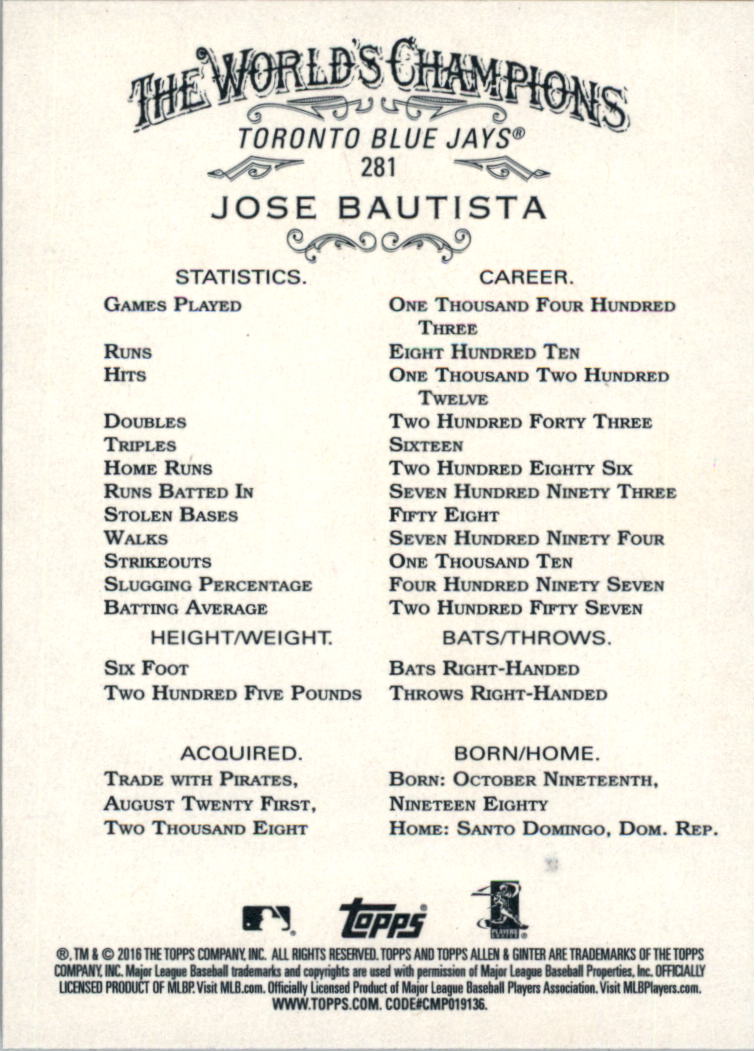 THE WORLD'S CHAMPIONS
TORONTO BLUE JAYS®
281
JOSE BAUTISTA
STATISTICS. CAREER.
GAMES PLAYED ONE THOUSAND FOUR HUNDRED
THREE
RUNS EIGHT HUNDRED TEN
HITS ONE THOUSAND TWO HUNDRED
TWELVE
DOUBLES TWO HUNDRED FORTY THREE
TRIPLES SIXTEEN
HOME RUNS TWO HUNDRED EIGHTY SIX
RUNS BATTED IN SEVEN HUNDRED NINETY THREE
STOLEN BASES FIFTY EIGHT
WALKS SEVEN HUNDRED NINETY FOUR
STRIKEOUTS ONE THOUSAND TEN
SLUGGING PERCENTAGE FOUR HUNDRED NINETY SEVEN
BATTING AVERAGE TWO HUNDRED FIFTY SEVEN
HEIGHT/WEIGHT. BATS/THROWS.
SIX FOOT BATS RIGHT-HANDED
TWO HUNDRED FIVE POUNDS THROWS RIGHT-HANDED
ACQUIRED. BORN/HOME.
TRADE WITH PIRATES, BORN: OCTOBER NINETEENTH,
AUGUST TWENTY FIRST, NINETEEN EIGHTY
TWO THOUSAND EIGHT HOME: SANTO DOMINGO, DOM. REP.
topps® PLAYERS CHOICE
®, TM & © 2016 THE TOPPS COMPANY, INC. ALL RIGHTS RESERVED. TOPPS AND TOPPS ALLEN & GINTER ARE TRADEMARKS OF THE TOPPS
COMPANY, INC. Major League Baseball trademarks and copyrights are used with permission of Major League Baseball Properties, Inc. OFFICIALLY
LICENSED PRODUCT OF MLBP. Visit MLB.com. Officially Licensed Product of Major League Baseball Players Association. Visit MLBPlayers.com.
WWW.TOPPS.COM. CODE#CMP019136.